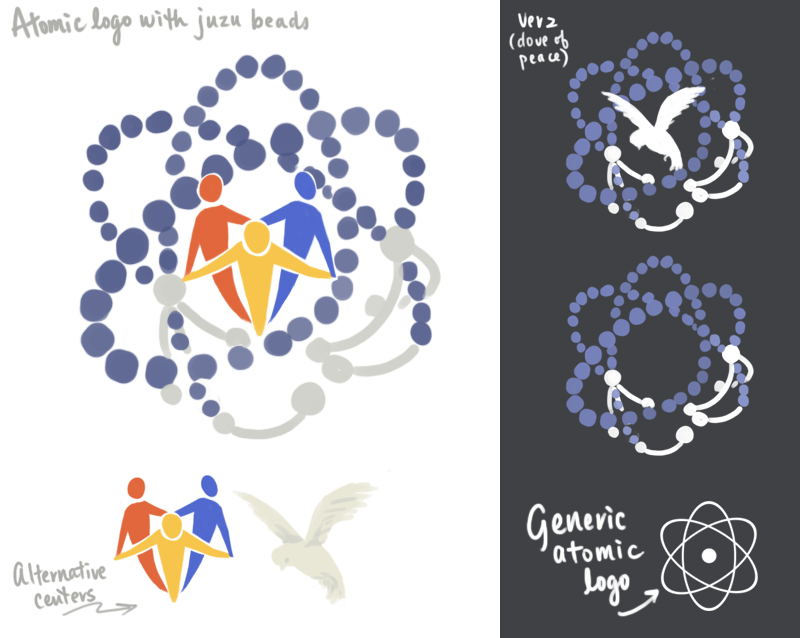 Atomic logo with juzu beads
Ver2
(dove of
peace)
Alternative
centers
Generic
atomic
logo